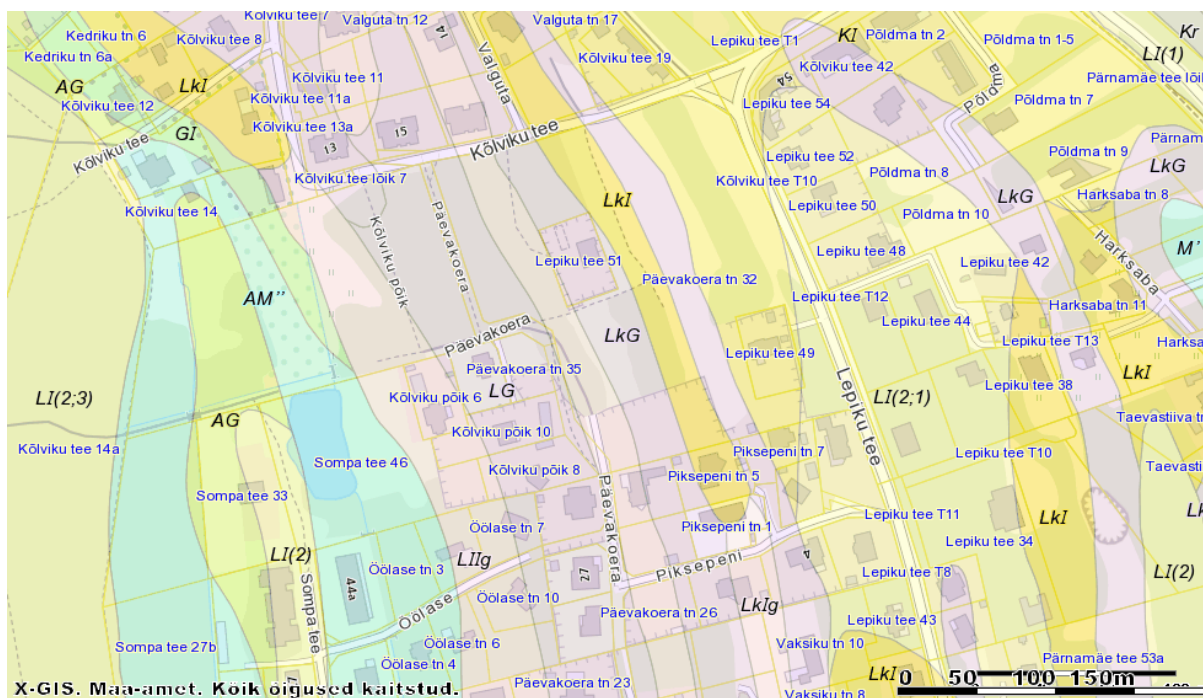 Kõlviku tee 7
Valguta tn 12
Valguta tn 17
Lepiku tee T1
KI
Põldma tn 2
Põldma tn 1-5
Kr
Kedriku tn 6
Kõlviku tee 8
14
Valguta
Kõlviku tee 19
LI(1)
Kedriku tn 6a
Kõlviku tee 42
Põldma
Pärnamäe tee lõi
AG
LkI
Kõlviku tee 11
54
Kõlviku tee 12
Kõlviku tee 11a
Lepiku tee 54
Põldma tn 7
GI
Kõlviku tee 13a
15
13
Kõlviku tee
Pärnam
Kõlviku tee
Lepiku tee 52
Põldma tn 9
LkG
Kõlviku tee lõik 7
Kõlviku tee T10
Põldma tn 8
LkG
Harksaba tn 8
Kõlviku tee 14
LkI
Lepiku tee 50
Põldma tn 10
Kõlviku põik
Päevakoera
Harksaba
M'
Lepiku tee 51
Lepiku tee 48
Lepiku tee 42
Päevakoera tn 32
AM''
Lepiku tee T12
Harksaba tn 11
Päevakoera
LkG
Lepiku tee 44
Lepiku tee T13
Harksa
Lepiku tee 49
Päevakoera tn 35
LkI
Kõlviku põik 6
LG
Lepiku tee
Lepiku tee 38
LI(2;3)
LI(2;1)
AG
Taevastiiva tn
Kõlviku põik 10
Kõlviku tee 14a
Piksepeni tn 7
Lepiku tee T10
Sompa tee 46
Kõlviku põik 8
Taevasti
Sompa tee 33
Piksepeni tn 5
Päevakoera
Öölase tn 7
Piksepeni tn 1
Lepiku tee T11
LkI
Lepiku tee 34
LI(2)
LIIg
4
44a
Öölase tn 3
Piksepeni
Lepiku tee T8
LI(2)
27
Sompa tee
Öölase
Öölase tn 10
Päevakoera tn 26
LkIg
Lepiku tee 43
Sompa tee 27b
Öölase tn 6
Vaksiku tn 10
Öölase tn 4
LkI
Pärnamäe tee 53a
0 50 100 150m
X-GIS. Maa-amet. Kõik õigused kaitstud.
Päevakoera tn 23
Vaksiku tn 8